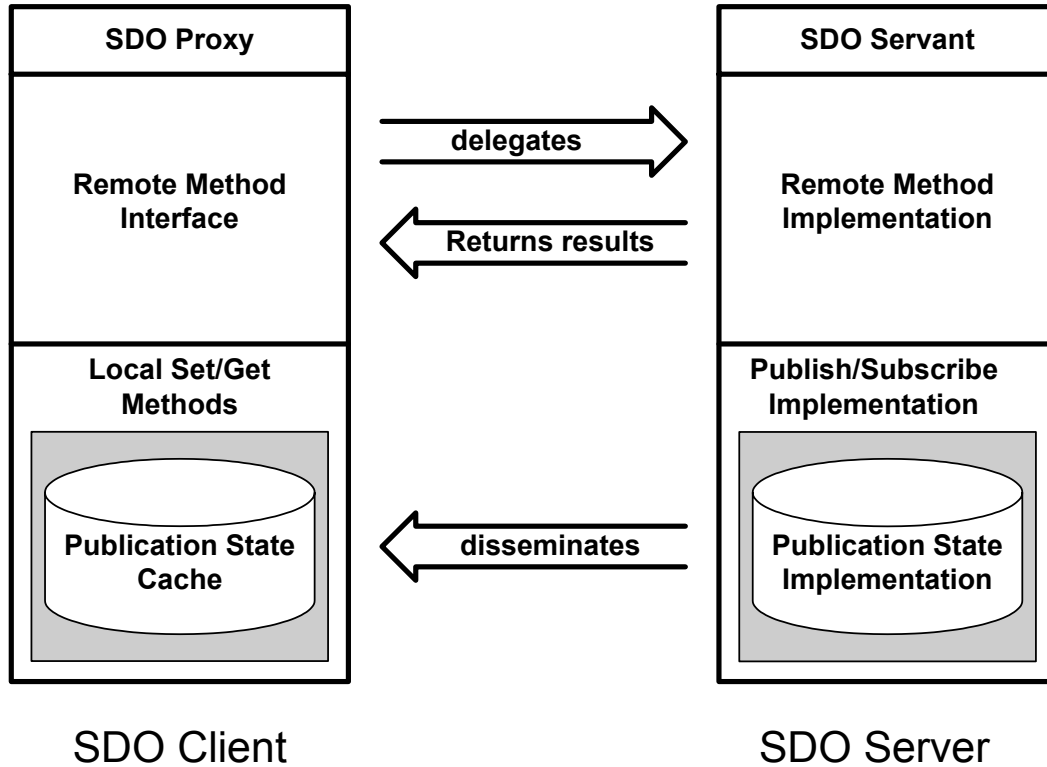 SDO Proxy
SDO Servant
Remote Method
Interface
delegates
Returns results
Remote Method
Implementation
Local Set/Get
Methods
Publish/Subscribe
Implementation
Publication State
Cache
disseminates
Publication State
Implementation
SDO Client
SDO Server